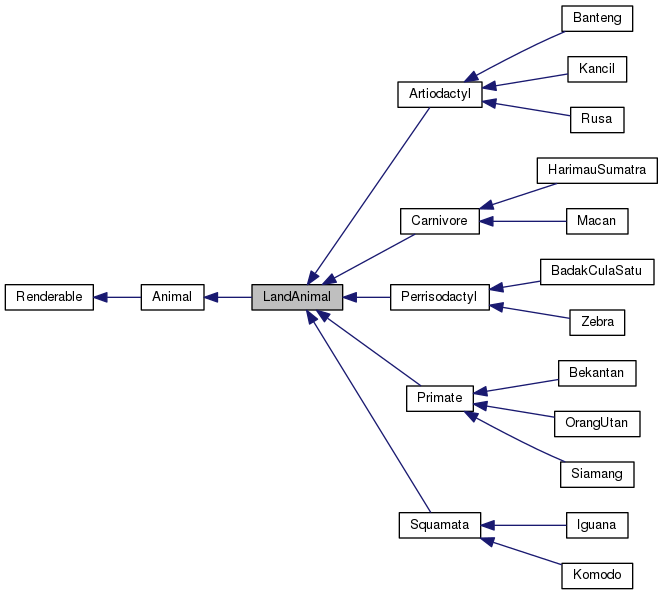 Banteng
Kancil
Artiodactyl
Rusa
HarimauSumatra
Carnivore
Macan
BadakCulaSatu
Renderable
Animal
LandAnimal
Perrisodactyl
Zebra
Bekantan
Primate
OrangUtan
Siamang
Squamata
Iguana
Komodo